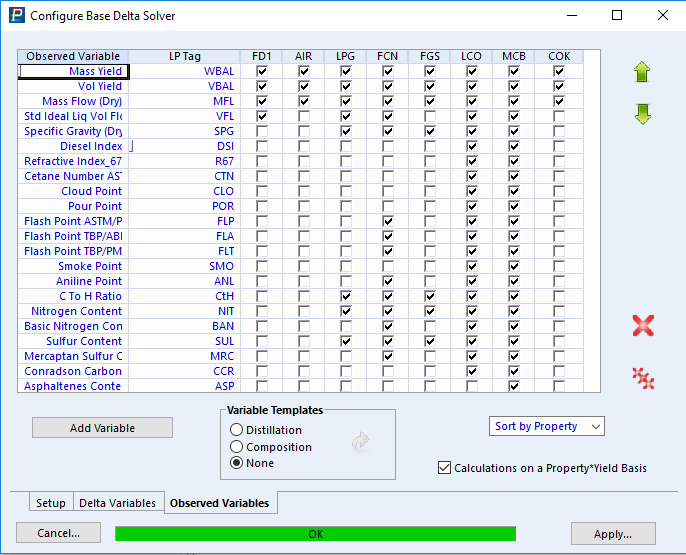 Configure Base Delta Solver
Observed Variable LP Tag FD1 AIR LPG FCN FGS LCO MCB COK
Mass Yield WBAL
Vol Yield VBAL
Mass Flow (Dry) MFL
Std Ideal Liq Vol Flo VFL
Specific Gravity (Dry SPG
Diesel Index DSI
Refractive Index_67 R67
Cetane Number AST CTN
Cloud Point CLO
Pour Point POR
Flash Point ASTM/P FLP
Flash Point TBP/ABI FLA
Flash Point TBP/PM FLT
Smoke Point SMO
Aniline Point ANL
C To H Ratio CtH
Nitrogen Content NIT
Basic Nitrogen Con BAN
Sulfur Content SUL
Mercaptan Sulfur C MRC
Conradson Carbon CCR
Asphaltenes Conte ASP
Add Variable
Variable Templates
Distillation
Composition
None
Sort by Property
Calculations on a Property*Yield Basis
Setup Delta Variables Observed Variables
Cancel... OK Apply...